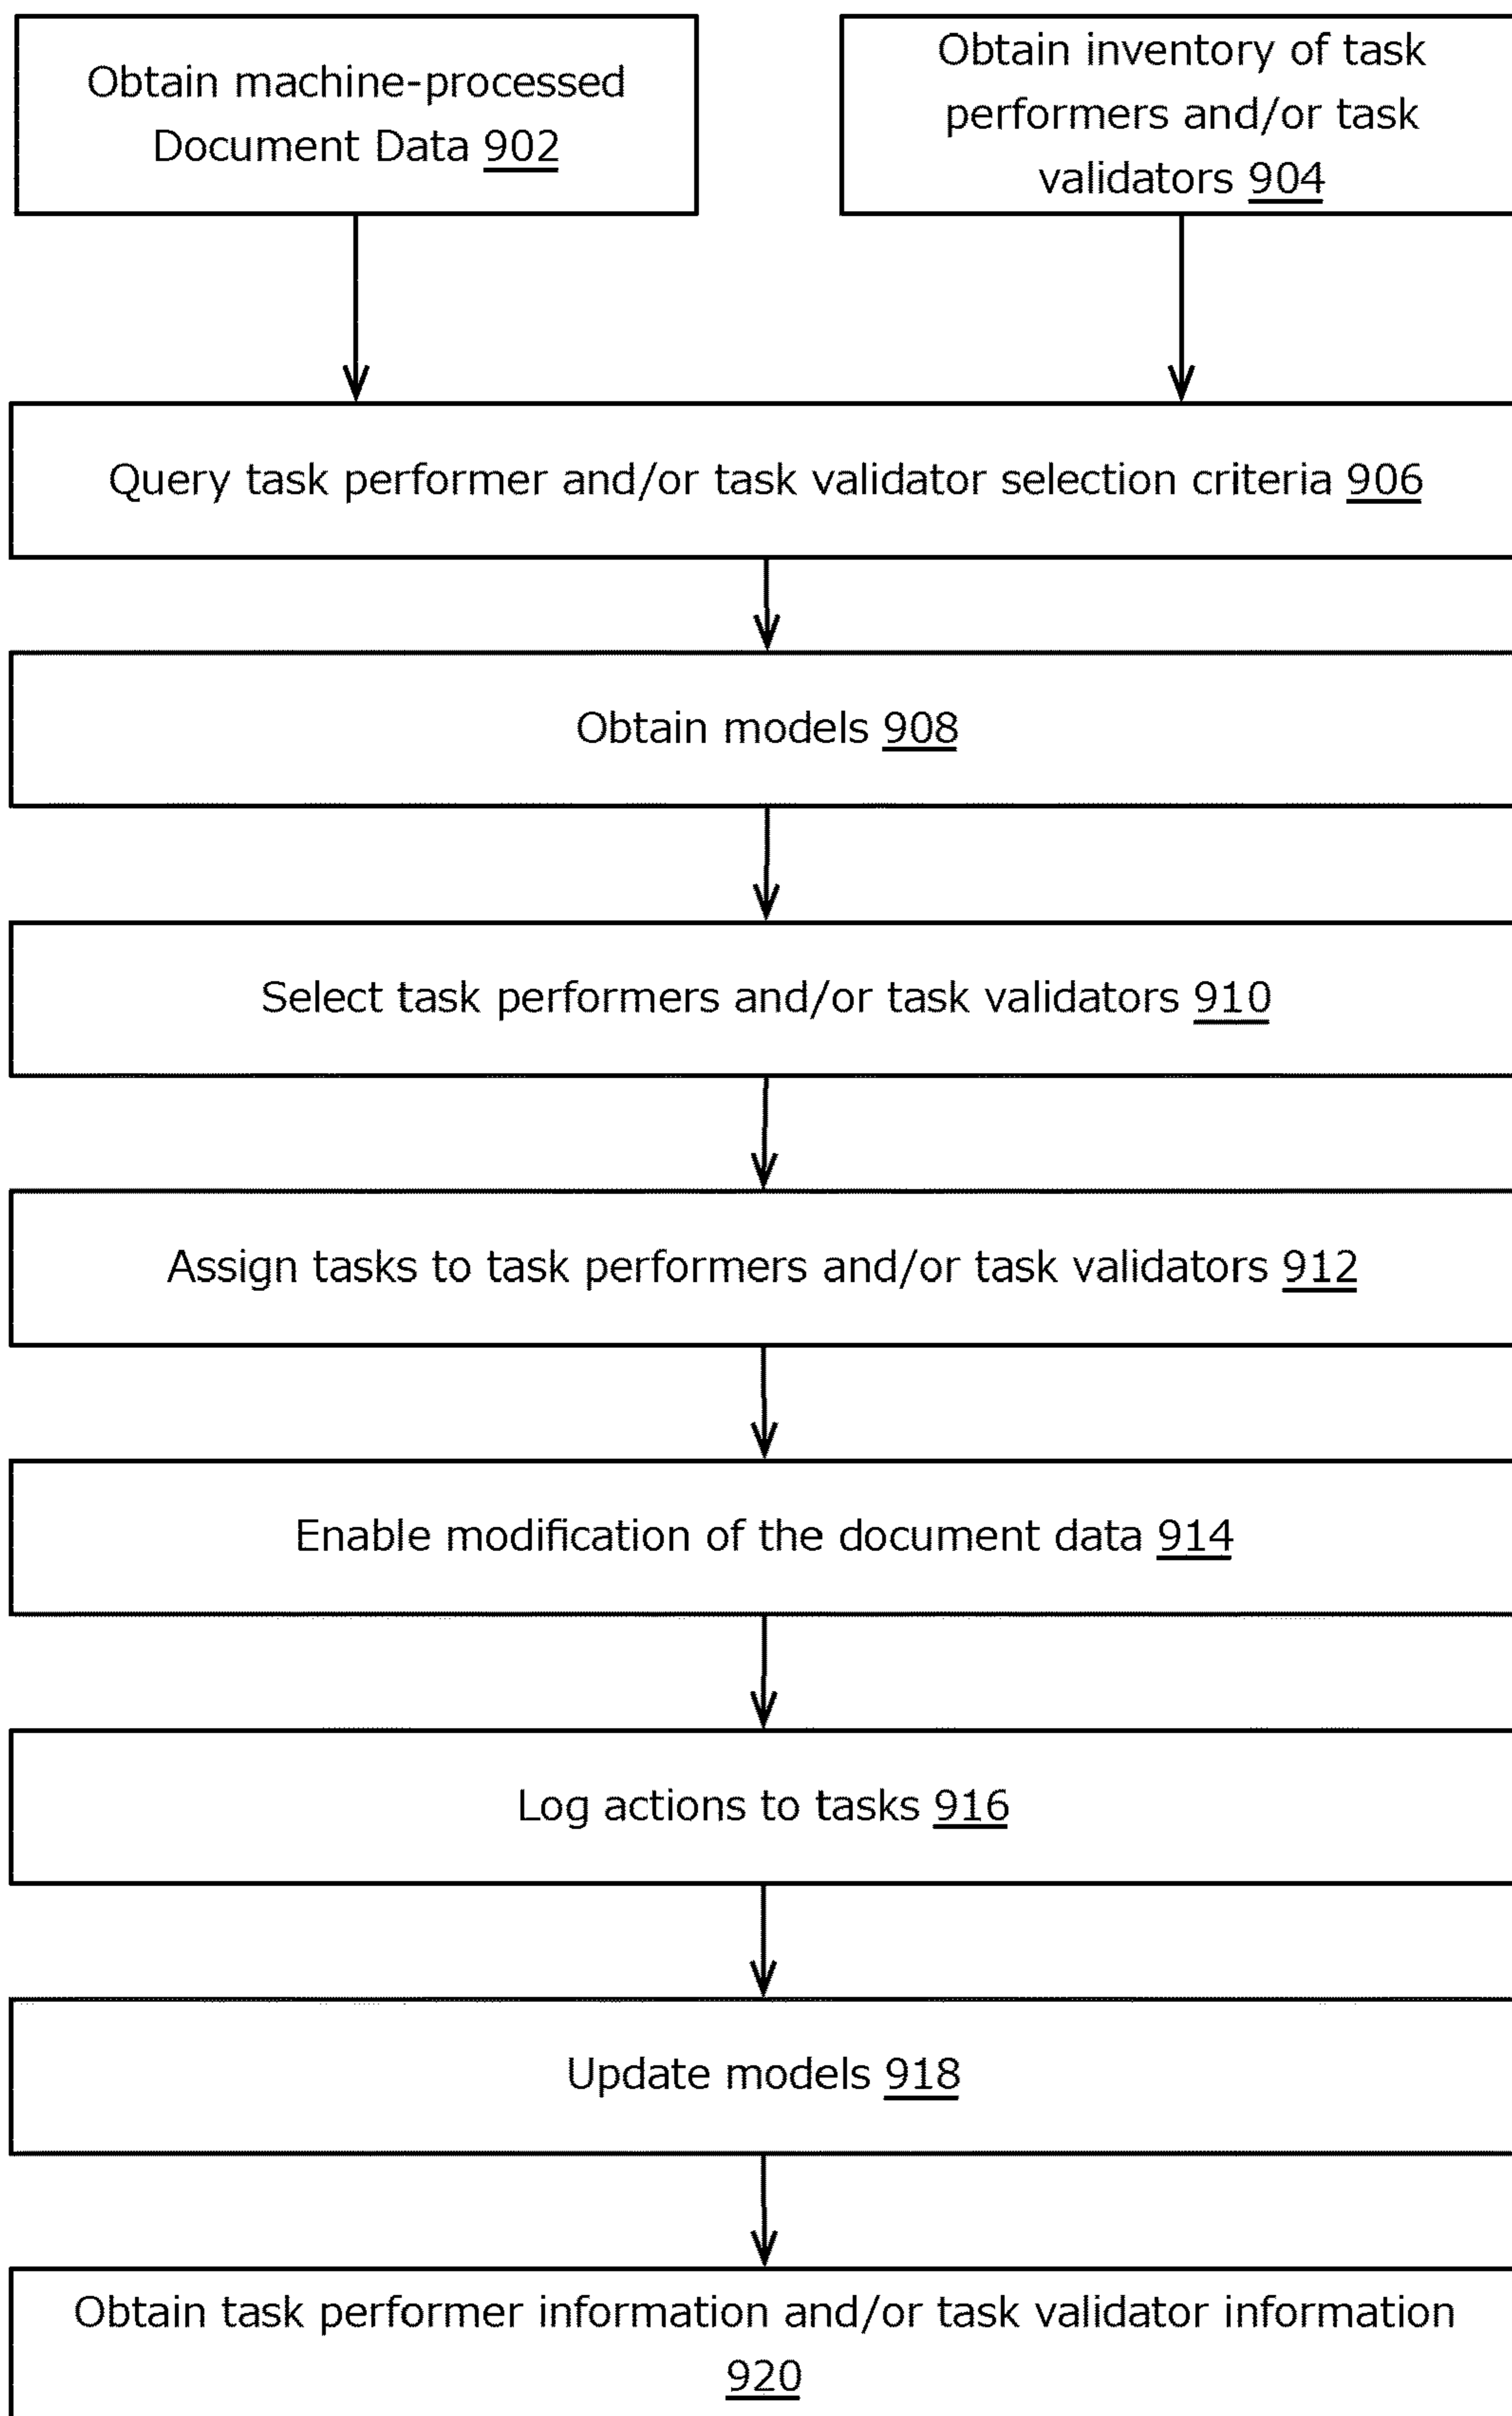 Obtain machine-processed
Document Data 902
Obtain inventory of task
performers and/or task
validators 904
Query task performer and/or task validator selection criteria 906
Obtain models 908
Select task performers and/or task validators 910
Assign tasks to task performers and/or task validators 912
Enable modification of the document data 914
Log actions to tasks 916
Update models 918
Obtain task performer information and/or task validator information
920